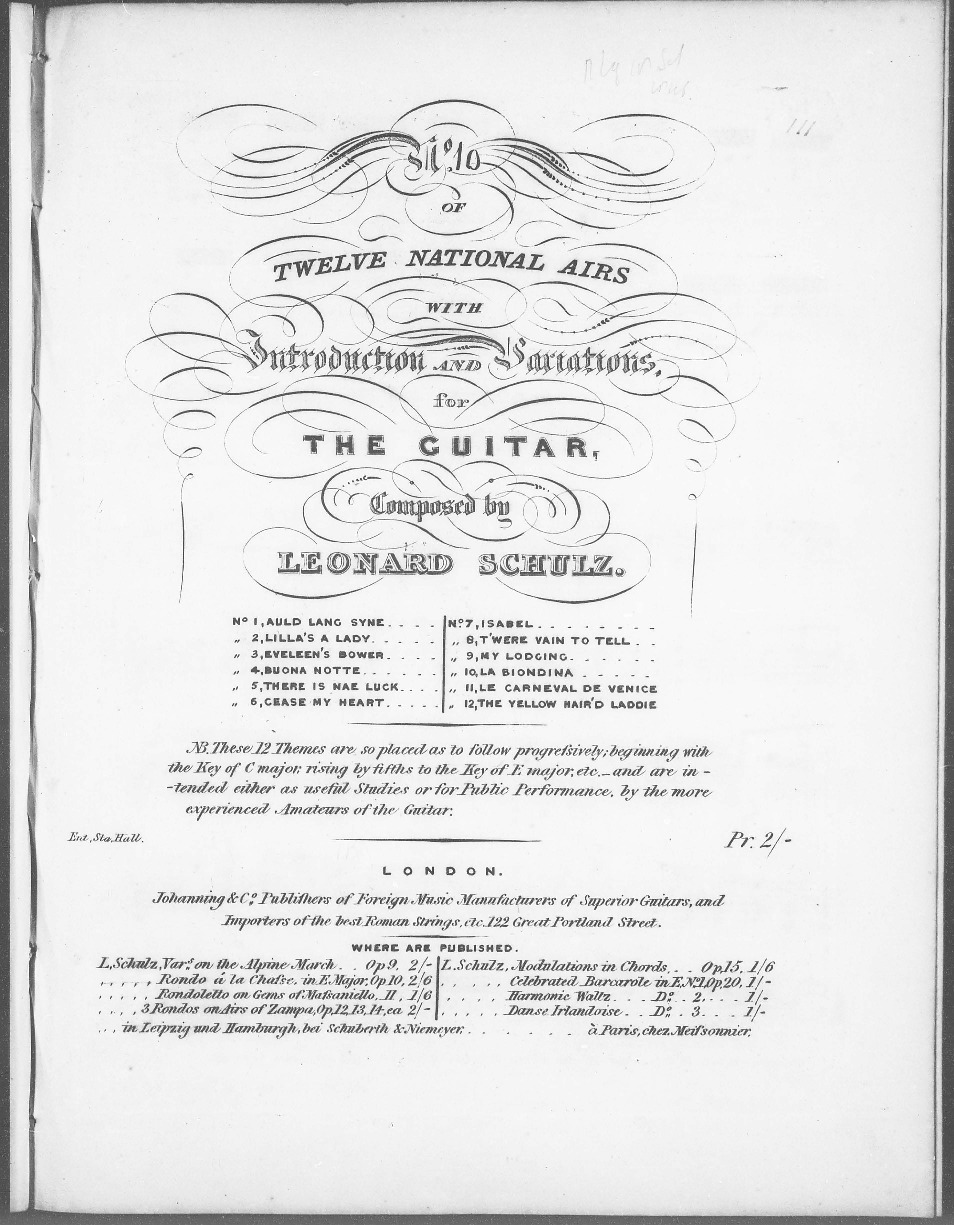 No. 10
OF
TWELVE NATIONAL AIRS
WITH
Introduction AND Variations,
for
THE GUITAR,
Composed by
LEONARD SCHULZ.
No 1, AULD LANG SYNE . . . .
„ 2, LILLA'S A LADY . . . . .
„ 3, EVELEEN'S BOWER . . . .
„ 4, BUONA NOTTE . . . . . .
„ 5, THERE IS NAE LUCK . . . .
„ 6, CEASE MY HEART . . . . .
No. 7, ISABEL . . . . . . . .
„ 8, T'WERE VAIN TO TELL . .
„ 9, MY LODGING . . . . . .
„ 10, LA BIONDINA . . . . .
„ 11, LE CARNEVAL DE VENICE
„ 12, THE YELLOW HAIR'D LADDIE
NB, These 12 Themes are so placed as to follow progreſsively; beginning with
the Key of C major, rising by fifths to the Key of E major, etc. _ and are in -
-tended either as useful Studies or for Public Performance, by the more
experienced Amateurs of the Guitar.
Ent, Sta, Hall.
Pr. 2/-
LONDON.
Johanning & Co. Publiſhers of Foreign Music Manufacturers of Superior Guitars, and
Importers of the best Roman Strings, etc. 122 Great Portland Street.
WHERE ARE PUBLISHED.
L, Schulz, Vars. on the Alpine March . . Op 9, 2/-
. . . . , Rondo á la Chaſse, in E Major, Op 10, 2/6
. . . . . Rondoletto on Gems of Maſsaniello, 11, 1/6
. . . , 3 Rondos on Airs of Zampa, Op, 12, 13, 14, ea 2/-
L. Schulz, Modulations in Chords, . . Op 15, 1/6
. . . . . Celebrated Barcarole in E, No. 1, Op 20, 1/-
. . . . . Harmonic Waltz . . . Do. . 2 . . . 1/-
. . . . . Danse Irlandoise . . . Do. . 3 . . . 1/-
. . . in Leipzig und Hamburgh, bei Schuberth & Niemeyer. . . . . . . . à Paris, chez Meiſsonnier.